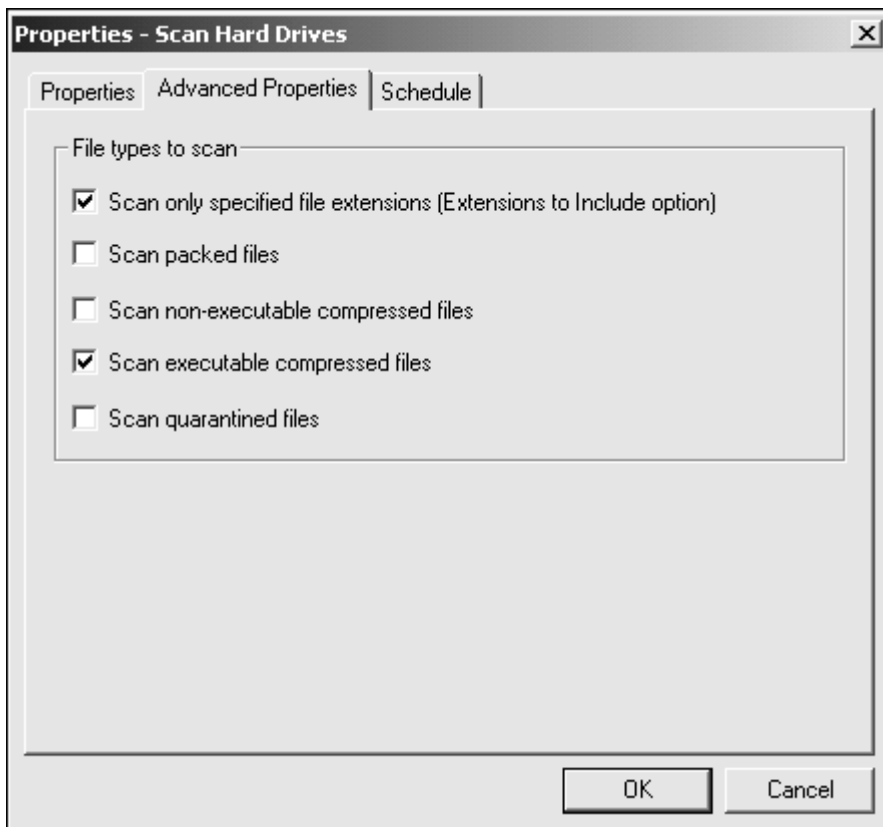 Properties - Scan Hard Drives
Properties
Advanced Properties
Schedule
File types to scan
Scan only specified file extensions (Extensions to Include option)
Scan packed files
Scan non-executable compressed files
Scan executable compressed files
Scan quarantined files
OK
Cancel